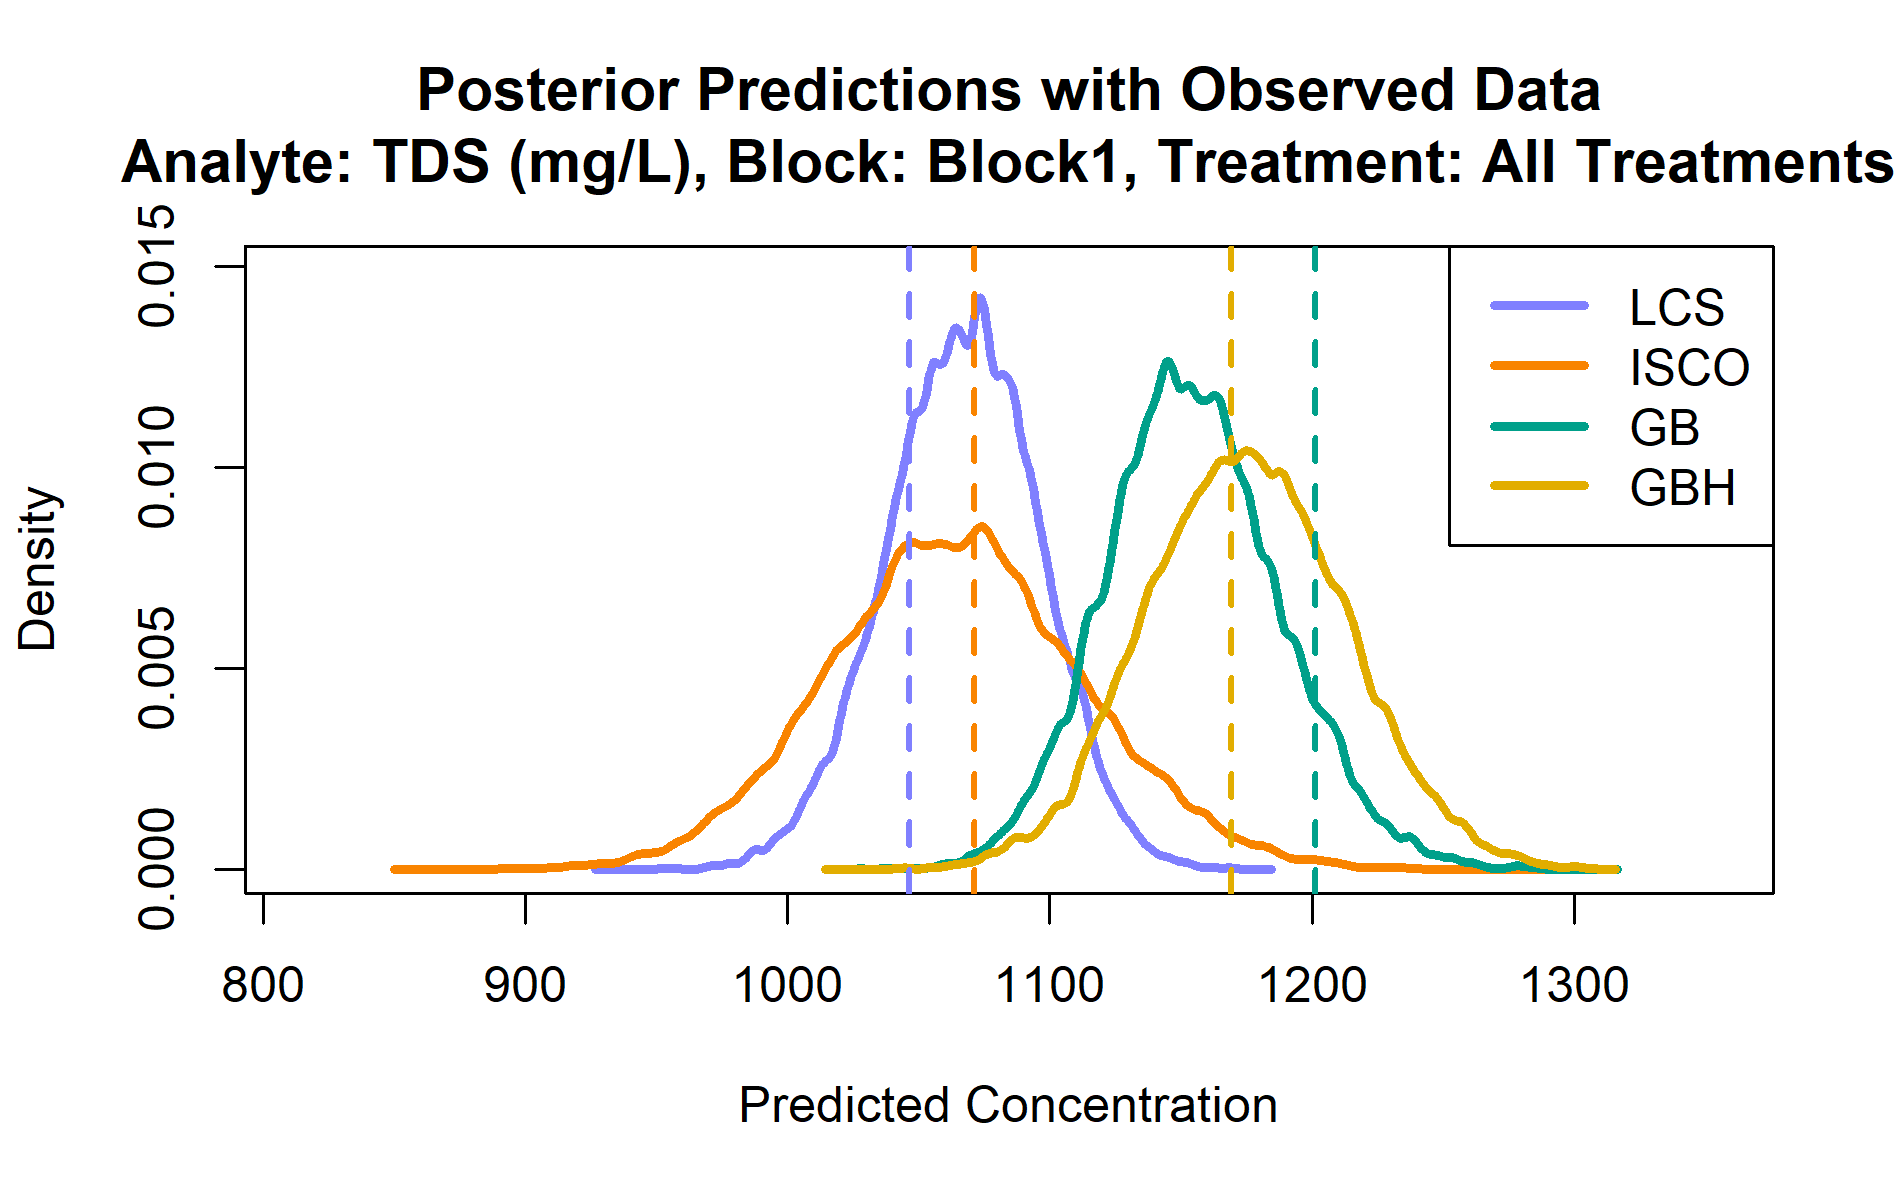 Posterior Predictions with Observed Data
Analyte: TDS (mg/L), Block: Block1, Treatment: All Treatments
LCS
ISCO
GB
GBH
Density
0.015
0.010
0.005
0.000
800 900 1000 1100 1200 1300
Predicted Concentration